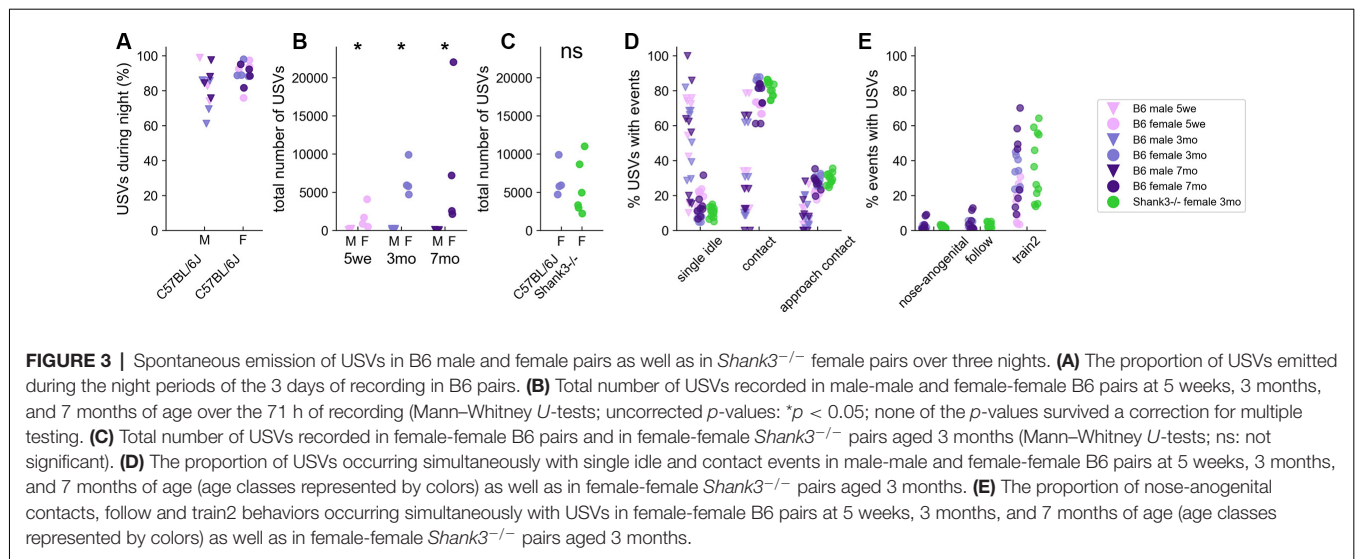 A
USVs during night (%)
100
80
60
40
20
0
M
F
C57BL/6J
C57BL/6J
B
total number of USVs
20000
15000
10000
5000
0
*
*
*
M F
M F
M F
5we
3mo
7mo
C
total number of USVs
20000
15000
10000
5000
0
ns
F
F
C57BL/6J
Shank3-/-
D
% USVs with events
100
80
60
40
20
0
single idle
contact
approach contact
E
% events with USVs
100
80
60
40
20
0
nose-anogenital
follow
train2
B6 male 5we
B6 female 5we
B6 male 3mo
B6 female 3mo
B6 male 7mo
B6 female 7mo
Shank3-/- female 3mo
FIGURE 3 | Spontaneous emission of USVs in B6 male and female pairs as well as in Shank3−/− female pairs over three nights. (A) The proportion of USVs emitted
during the night periods of the 3 days of recording in B6 pairs. (B) Total number of USVs recorded in male-male and female-female B6 pairs at 5 weeks, 3 months,
and 7 months of age over the 71 h of recording (Mann–Whitney U-tests; uncorrected p-values: *p < 0.05; none of the p-values survived a correction for multiple
testing. (C) Total number of USVs recorded in female-female B6 pairs and in female-female Shank3−/− pairs aged 3 months (Mann–Whitney U-tests; ns: not
significant). (D) The proportion of USVs occurring simultaneously with single idle and contact events in male-male and female-female B6 pairs at 5 weeks, 3 months,
and 7 months of age (age classes represented by colors) as well as in female-female Shank3−/− pairs aged 3 months. (E) The proportion of nose-anogenital
contacts, follow and train2 behaviors occurring simultaneously with USVs in female-female B6 pairs at 5 weeks, 3 months, and 7 months of age (age classes
represented by colors) as well as in female-female Shank3−/− pairs aged 3 months.